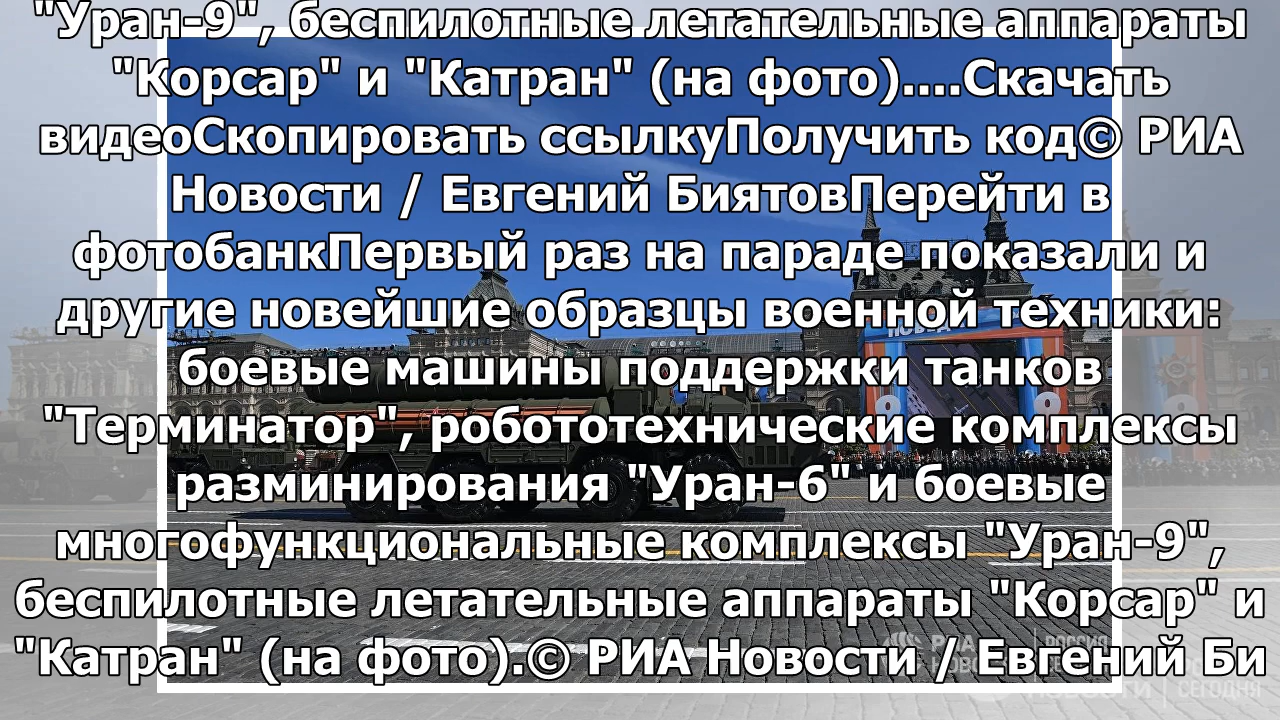 "Уран-9", беспилотные летательные аппараты
"Корсар" и "Катран" (на фото)....Скачать
видеоСкопировать ссылкуПолучить код© РИА
Новости / Евгений БиятовПерейти в
фотобанкПервый раз на параде показали и
другие новейшие образцы военной техники:
боевые машины поддержки танков
"Терминатор", робототехнические комплексы
разминирования "Уран-6" и боевые
многофункциональные комплексы "Уран-9",
беспилотные летательные аппараты "Корсар" и
"Катран" (на фото).© РИА Новости / Евгений Би